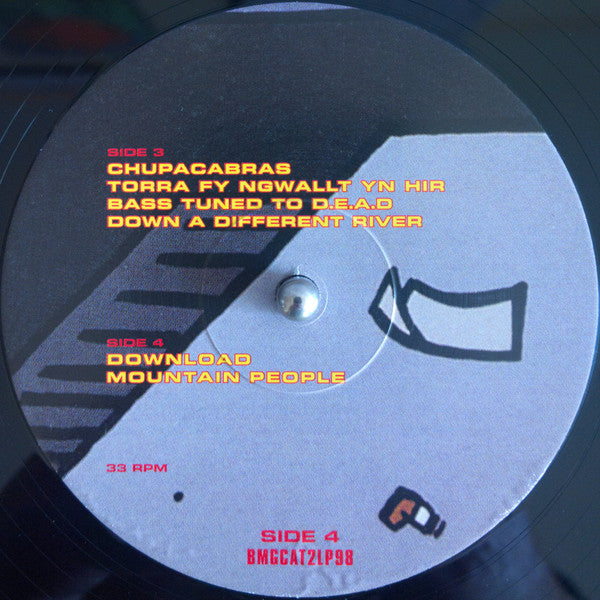 SIDE 3
CHUPACABRAS
TORRA FY NGWALLT YN HIR
BASS TUNED TO D.E.A.D
DOWN A DIFFERENT RIVER
SIDE 4
DOWNLOAD
MOUNTAIN PEOPLE
33 RPM
SIDE 4
BMGCAT2LP98